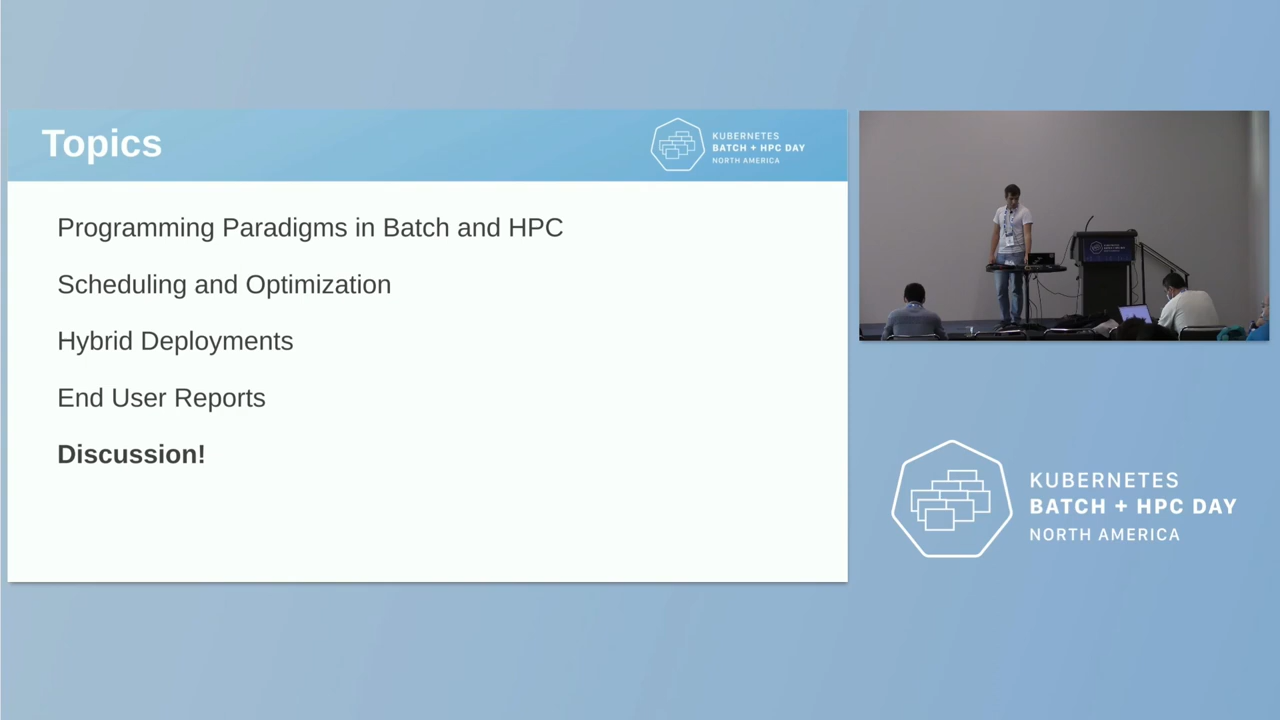 Topics
KUBERNETES
BATCH + HPC DAY
NORTH AMERICA
Programming Paradigms in Batch and HPC
Scheduling and Optimization
Hybrid Deployments
End User Reports
Discussion!
KUBERNETES
BATCH + HPC DAY
NORTH AMERICA